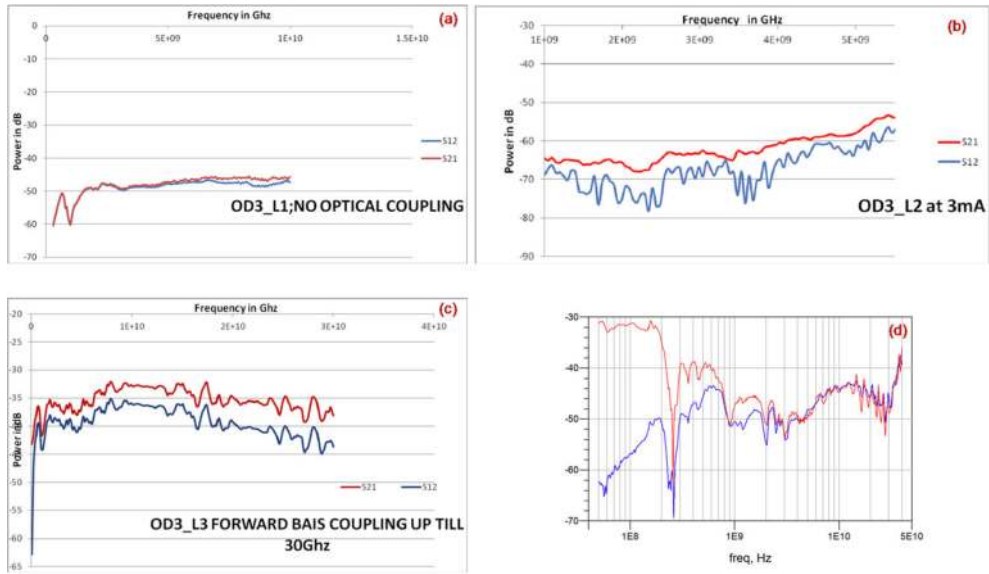 Frequency in Ghz
(a)
0 5E+09 1E+10 1.5E+10
0
-10
-20
-30
-40
-50
-60
-70
Power in dB
S12
S21
OD3_L1;NO OPTICAL COUPLING
Frequency in GHz
(b)
1E+09 2E+09 3E+09 4E+09 5E+09
-30
-40
-50
-60
-70
-80
-90
Power in dB
S21
S12
OD3_L2 at 3mA
Frequency in Ghz
(c)
0 1E+10 2E+10 3E+10 4E+10
-20
-25
-30
-35
-40
-45
-50
-55
-60
-65
Power in dB
S21 S12
OD3_L3 FORWARD BAIS COUPLING UP TILL
30Ghz
(d)
-30
-40
-50
-60
-70
1E8 1E9 1E10 5E10
freq, Hz